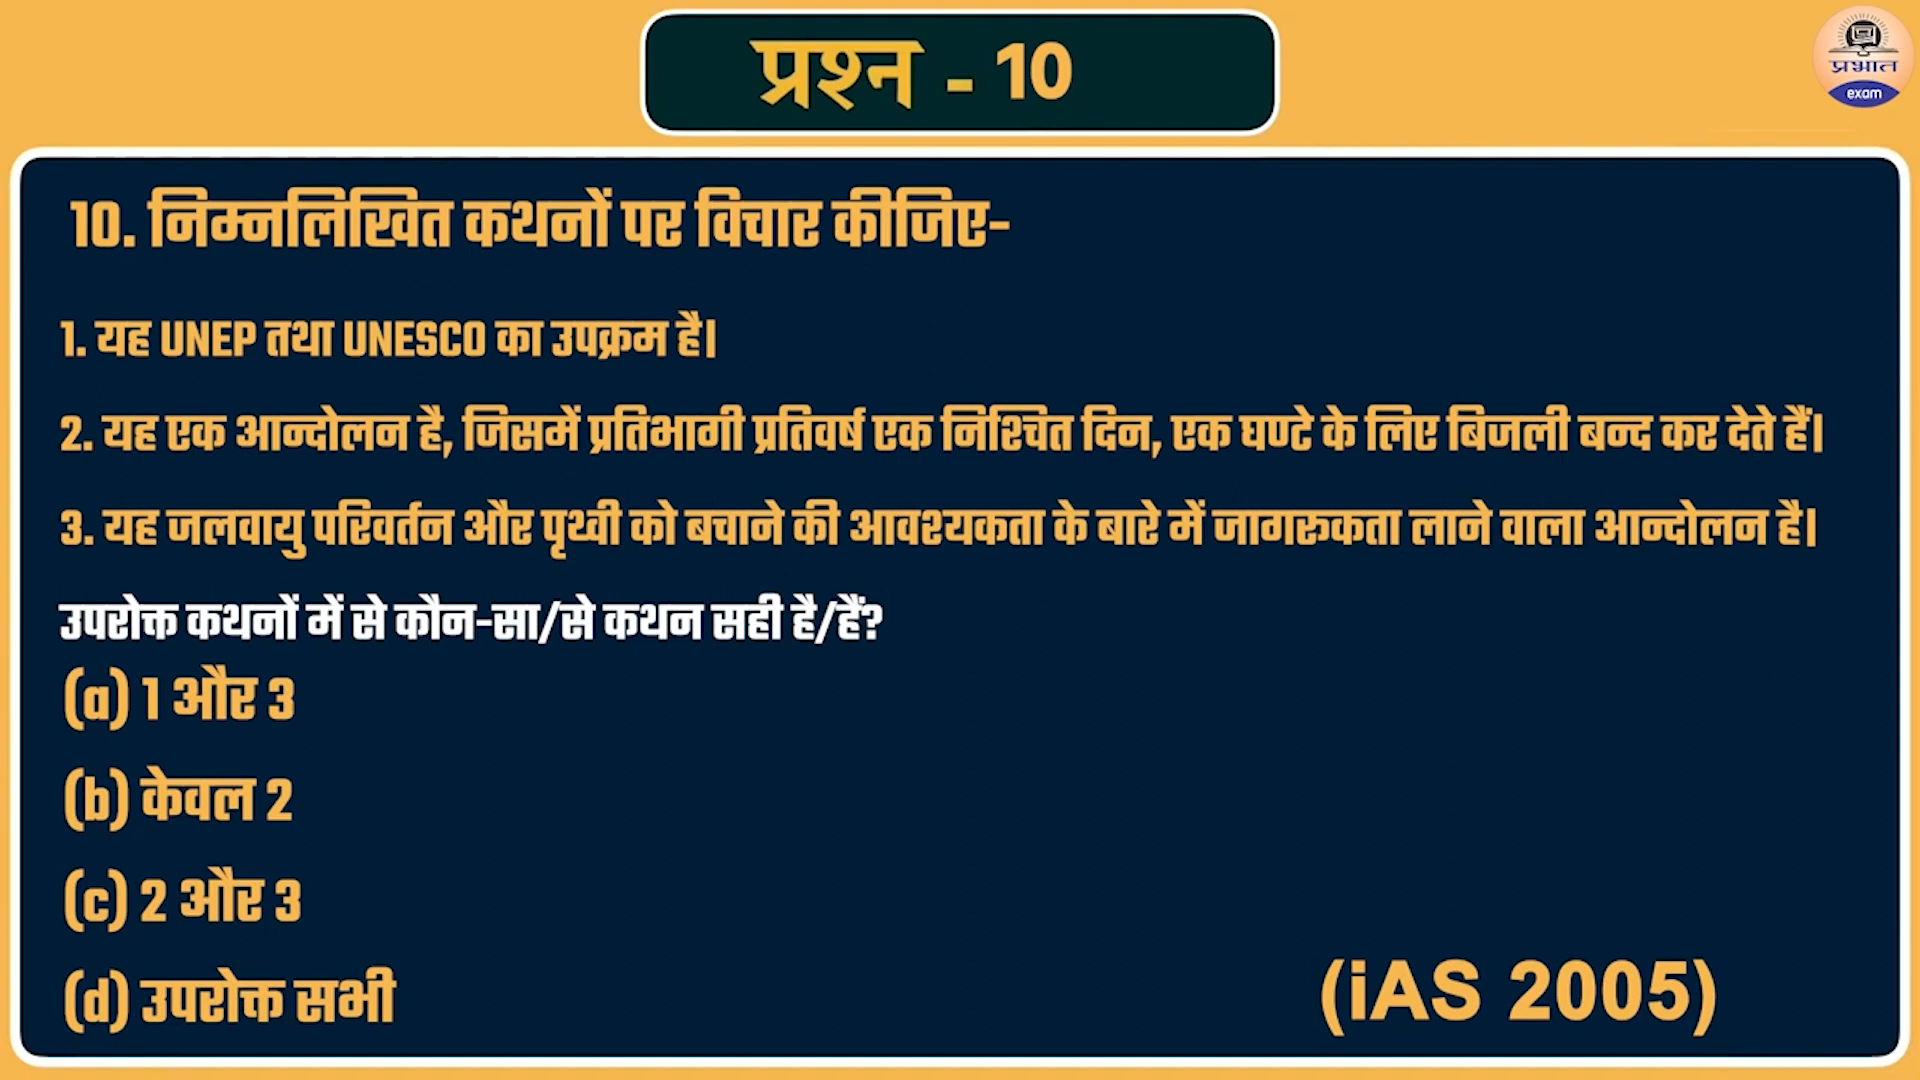 प्रश्न - 10
प्रभात
exam
10. निम्नलिखित कथनों पर विचार कीजिए-
1. यह UNEP तथा UNESCO का उपक्रम है।
2. यह एक आन्दोलन है, जिसमें प्रतिभागी प्रतिवर्ष एक निश्चित दिन, एक घण्टे के लिए बिजली बन्द कर देते हैं।
3. यह जलवायु परिवर्तन और पृथ्वी को बचाने की आवश्यकता के बारे में जागरूकता लाने वाला आन्दोलन है।
उपरोक्त कथनों में से कौन-सा/से कथन सही है/हैं?
(a) 1 और 3
(b) केवल 2
(c) 2 और 3
(d) उपरोक्त सभी
(iAS 2005)